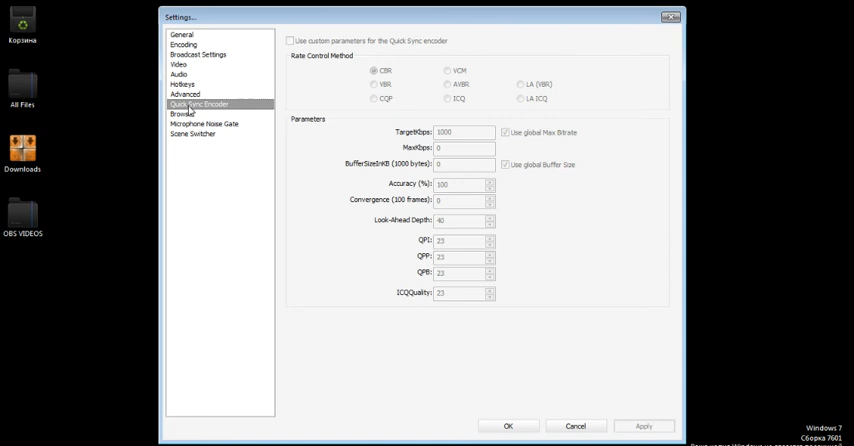 Корзина
All Files
Downloads
OBS VIDEOS
Settings...
General
Encoding
Broadcast Settings
Video
Audio
Hotkeys
Advanced
Quick Sync Encoder
Browser
Microphone Noise Gate
Scene Switcher
Use custom parameters for the Quick Sync encoder
Rate Control Method
CBR VCM
VBR AVBR LA (VBR)
CQP ICQ LA ICQ
Parameters
TargetKbps: 1000 Use global Max Bitrate
MaxKbps: 0
BufferSizeInKB (1000 bytes): 0 Use global Buffer Size
Accuracy (%): 100
Convergence (100 frames): 0
Look-Ahead Depth: 40
QPI: 23
QPP: 23
QPB: 23
ICQQuality: 23
OK Cancel Apply
Windows 7
Сборка 7601